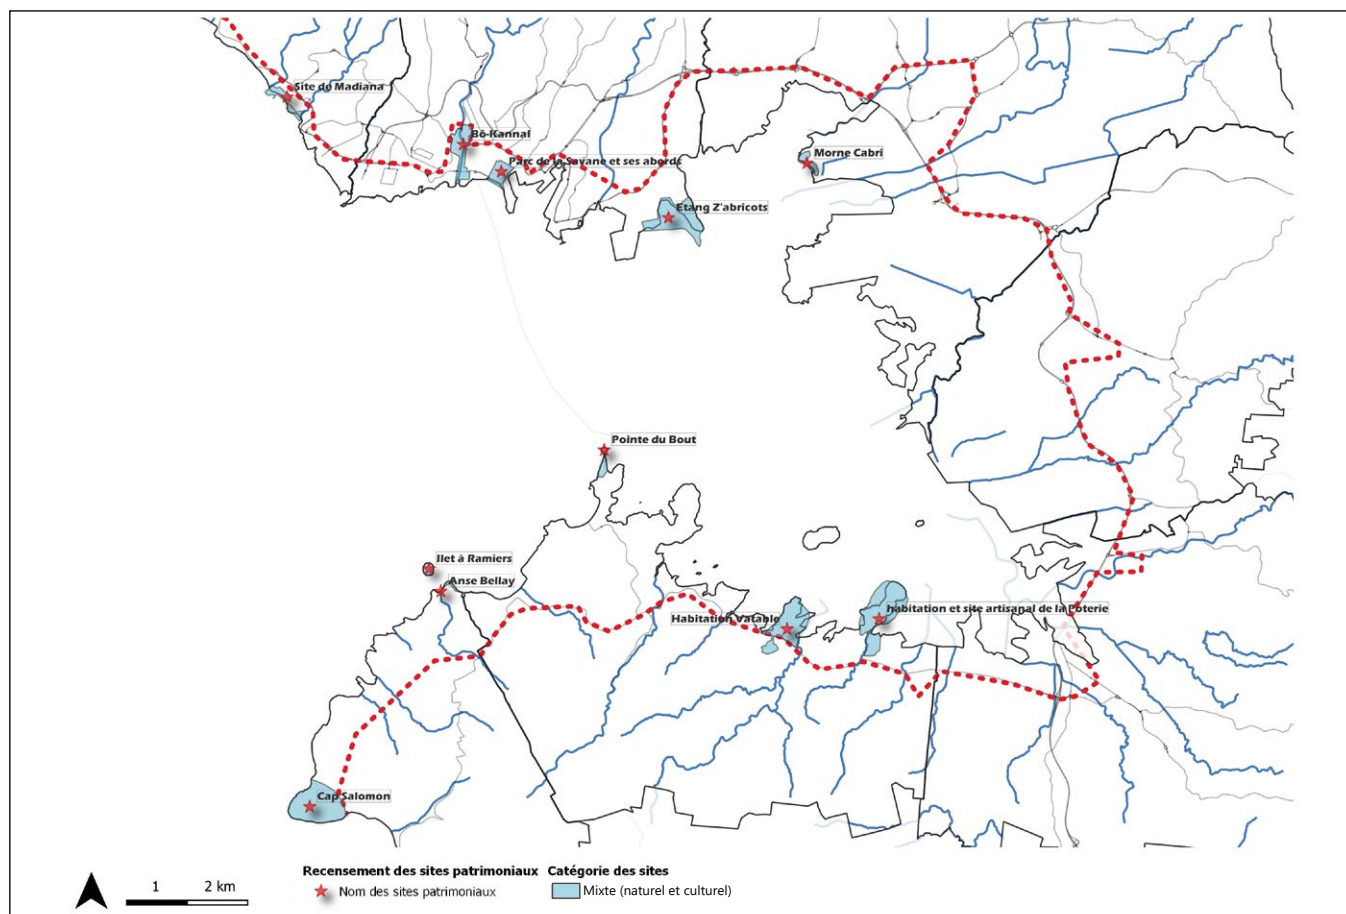 Site de Madiana
Bô-Kannal
Parc de la Savane et ses abords
Morne Cabri
Etang Z'abricots
Pointe du Bout
Ilet à Ramiers
Anse Bellay
Habitation Vatable
habitation et site artisanal de la Poterie
Cap Salomon
Recensement des sites patrimoniaux
Catégorie des sites
1 2 km
Nom des sites patrimoniaux
Mixte (naturel et culturel)